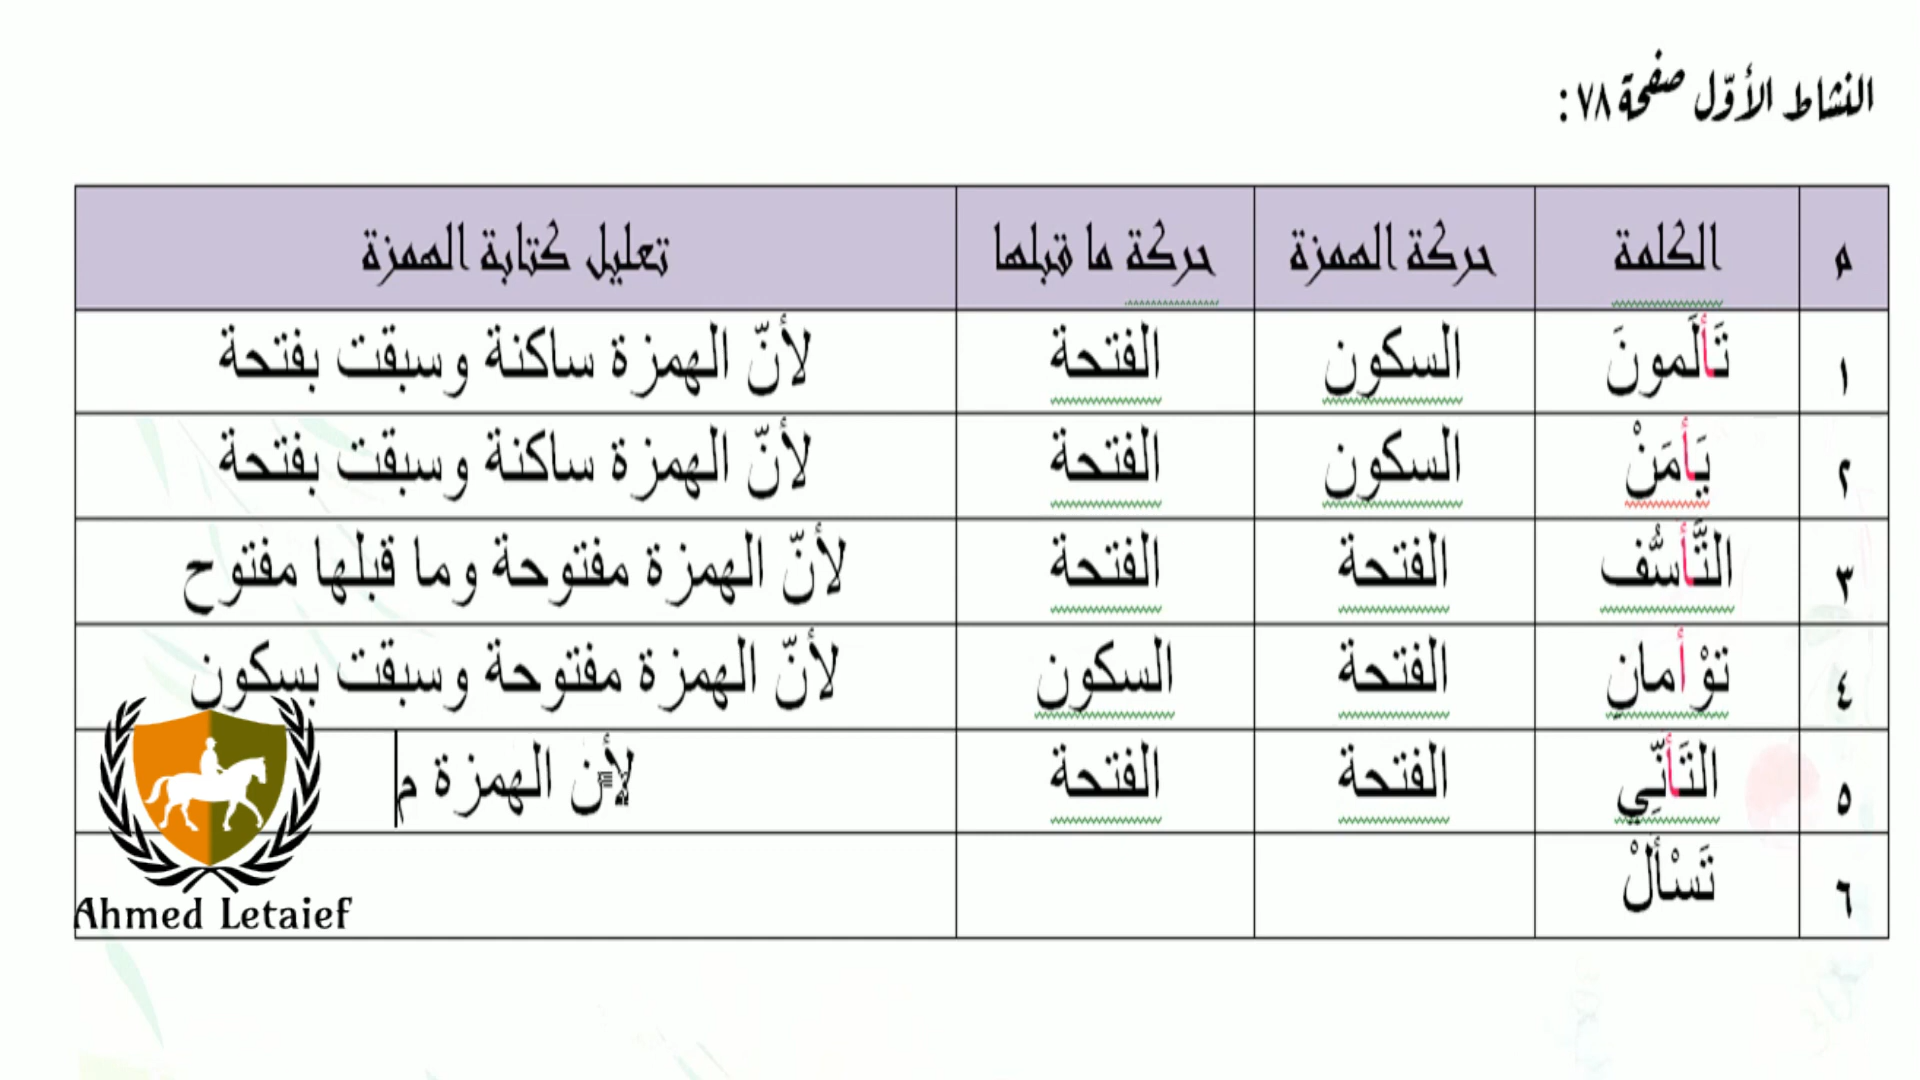 النشاط الأوّل صفحة ٧٨ :
م الكلمة حركة الهمزة حركة ما قبلها تعليل كتابة الهمزة
١ تَألَمونَ السكون الفتحة لأنّ الهمزة ساكنة وسبقت بفتحة
٢ يَأمَنْ السكون الفتحة لأنّ الهمزة ساكنة وسبقت بفتحة
٣ التَّأسُّف الفتحة الفتحة لأنّ الهمزة مفتوحة وما قبلها مفتوح
٤ توْأمانِ الفتحة السكون لأنّ الهمزة مفتوحة وسبقت بسكون
٥ التَأنِّي الفتحة الفتحة لأن الهمزة م
٦ تَسْألْ
Ahmed Letaief